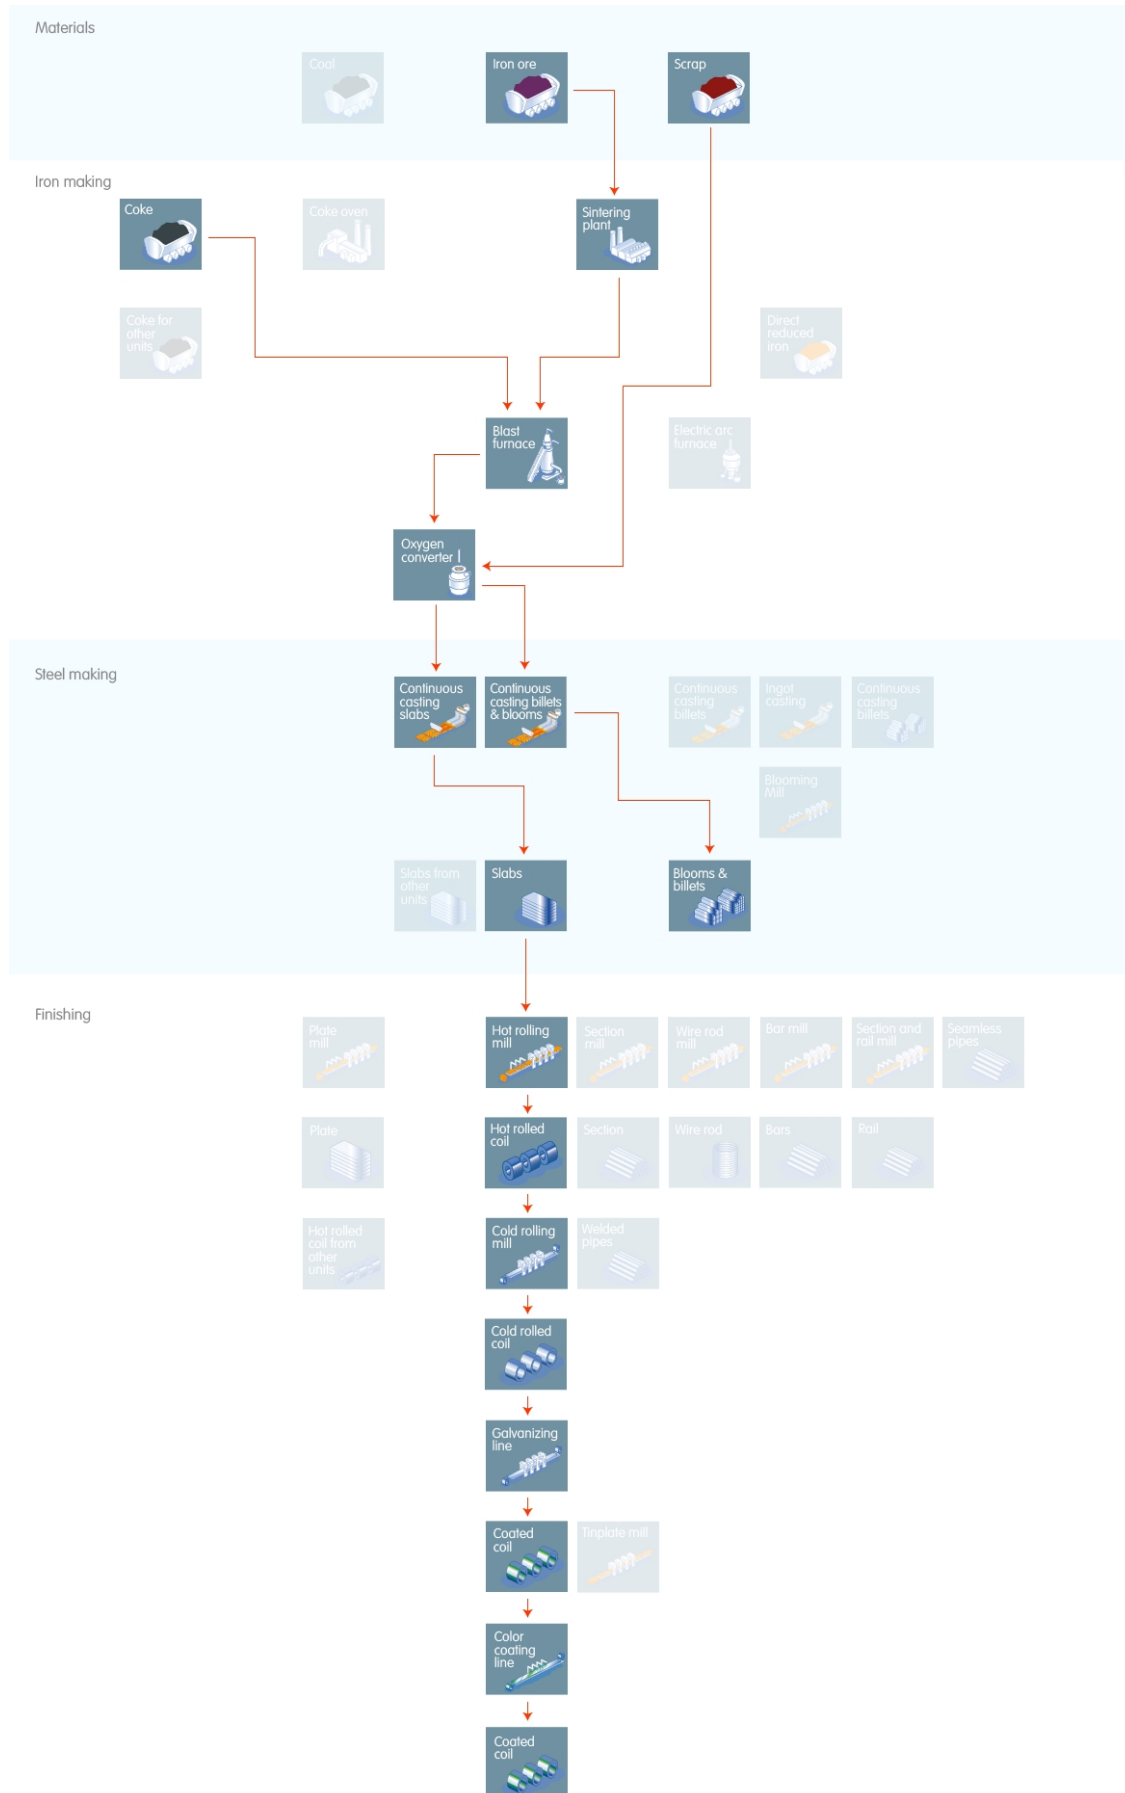 Materials
Coal
Iron ore
Scrap
Iron making
Coke
Coke oven
Sintering
plant
Coke for
other
units
Direct
reduced
iron
Blast
furnace
Electric arc
furnace
Oxygen
converter
Steel making
Continuous
casting
slabs
Continuous
casting billets
& blooms
Continuous
casting
billets
Ingot
casting
Continuous
casting
billets
Blooming
Mill
Slabs from
other
units
Slabs
Blooms &
billets
Finishing
Plate
mill
Hot rolling
mill
Section
mill
Wire rod
mill
Bar mill
Section and
rail mill
Seamless
pipes
Plate
Hot rolled
coil
Section
Wire rod
Bars
Rail
Hot rolled
coil from
other
units
Cold rolling
mill
Welded
pipes
Cold rolled
coil
Galvanizing
line
Coated
coil
Tinplate mill
Color
coating
line
Coated
coil